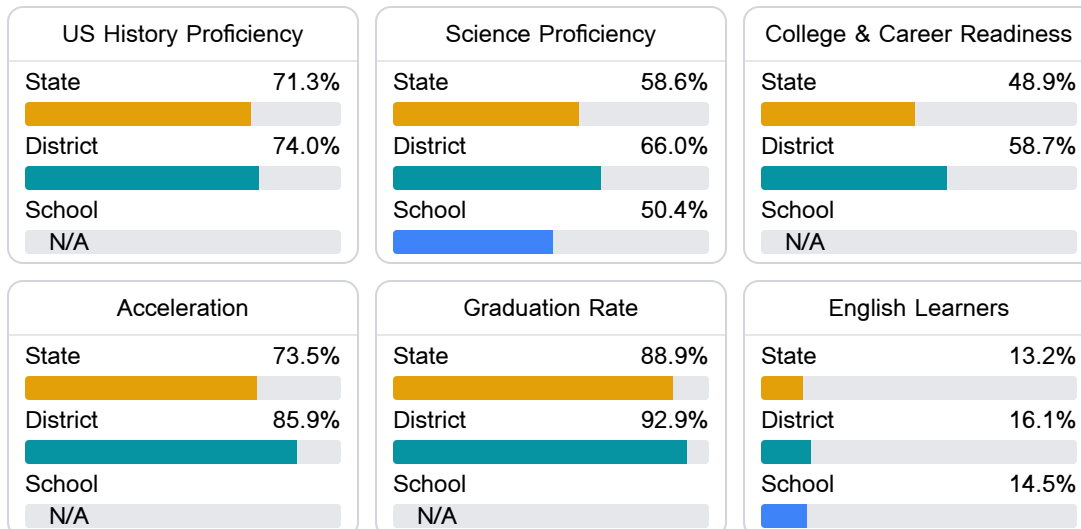 US History Proficiency
State 71.3%
District 74.0%
School
N/A
Science Proficiency
State 58.6%
District 66.0%
School 50.4%
College & Career Readiness
State 48.9%
District 58.7%
School
N/A
Acceleration
State 73.5%
District 85.9%
School
N/A
Graduation Rate
State 88.9%
District 92.9%
School
N/A
English Learners
State 13.2%
District 16.1%
School 14.5%